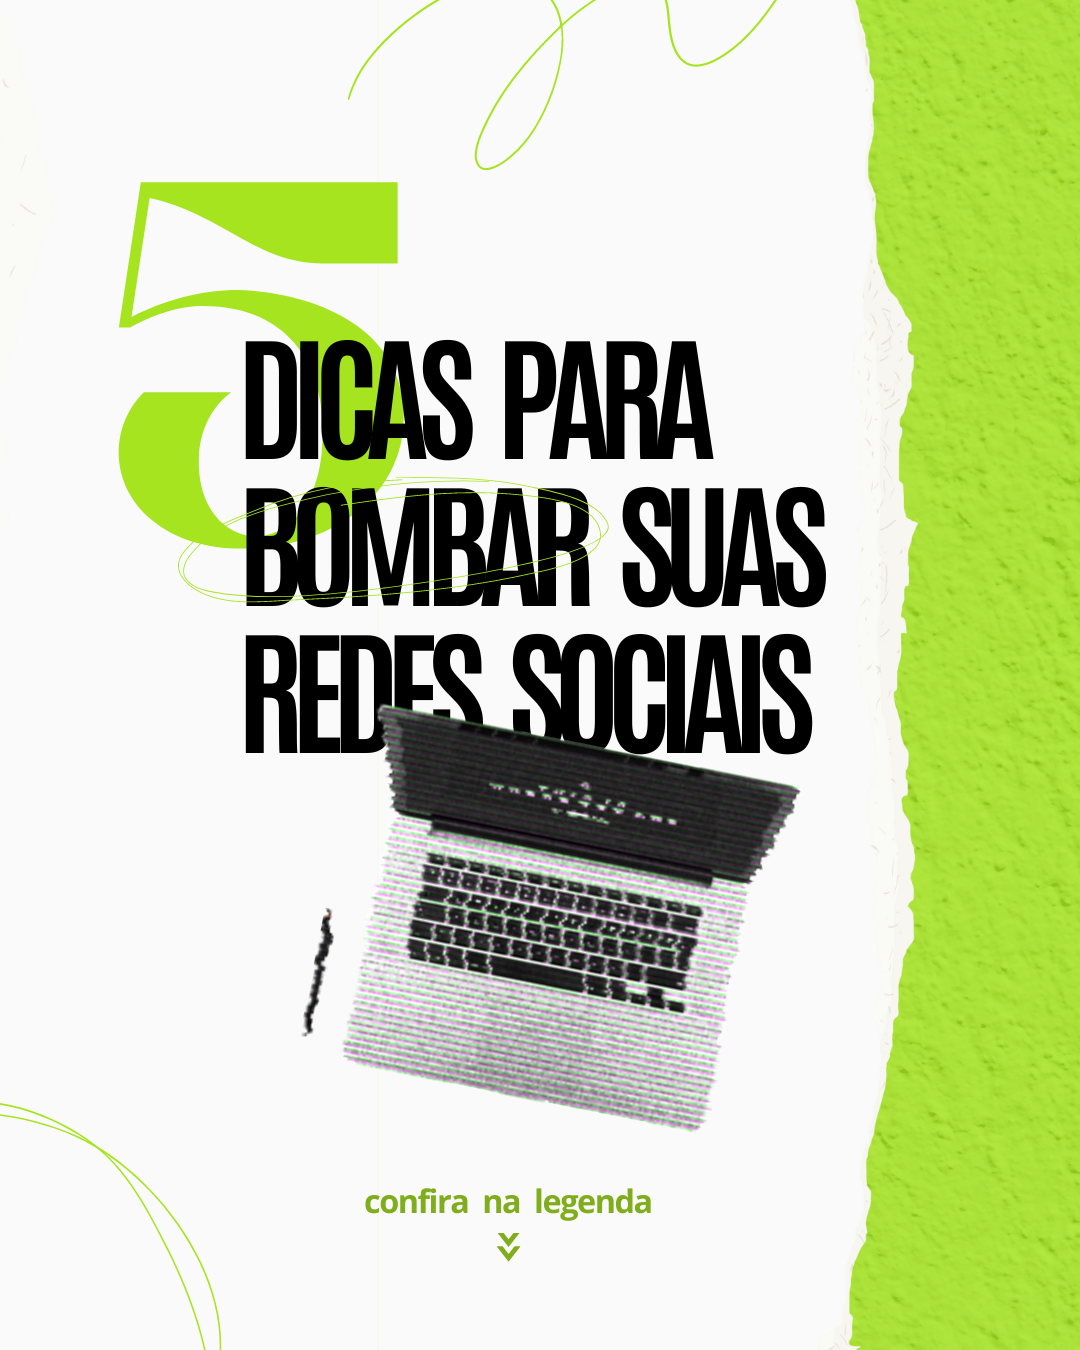 5
DICAS PARA
BOMBAR SUAS
REDES SOCIAIS
confira na legenda